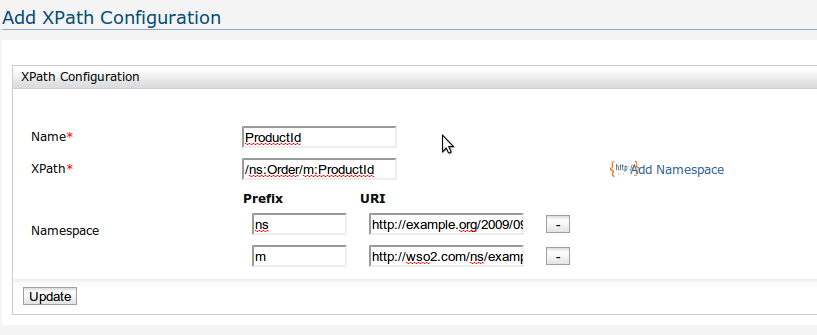 Add XPath Configuration
XPath Configuration
Name* ProductId
XPath* /ns:Order/m:ProductId {http://} Add Namespace
Prefix URI
Namespace
ns http://example.org/2009/09 -
m http://wso2.com/ns/examp -
Update